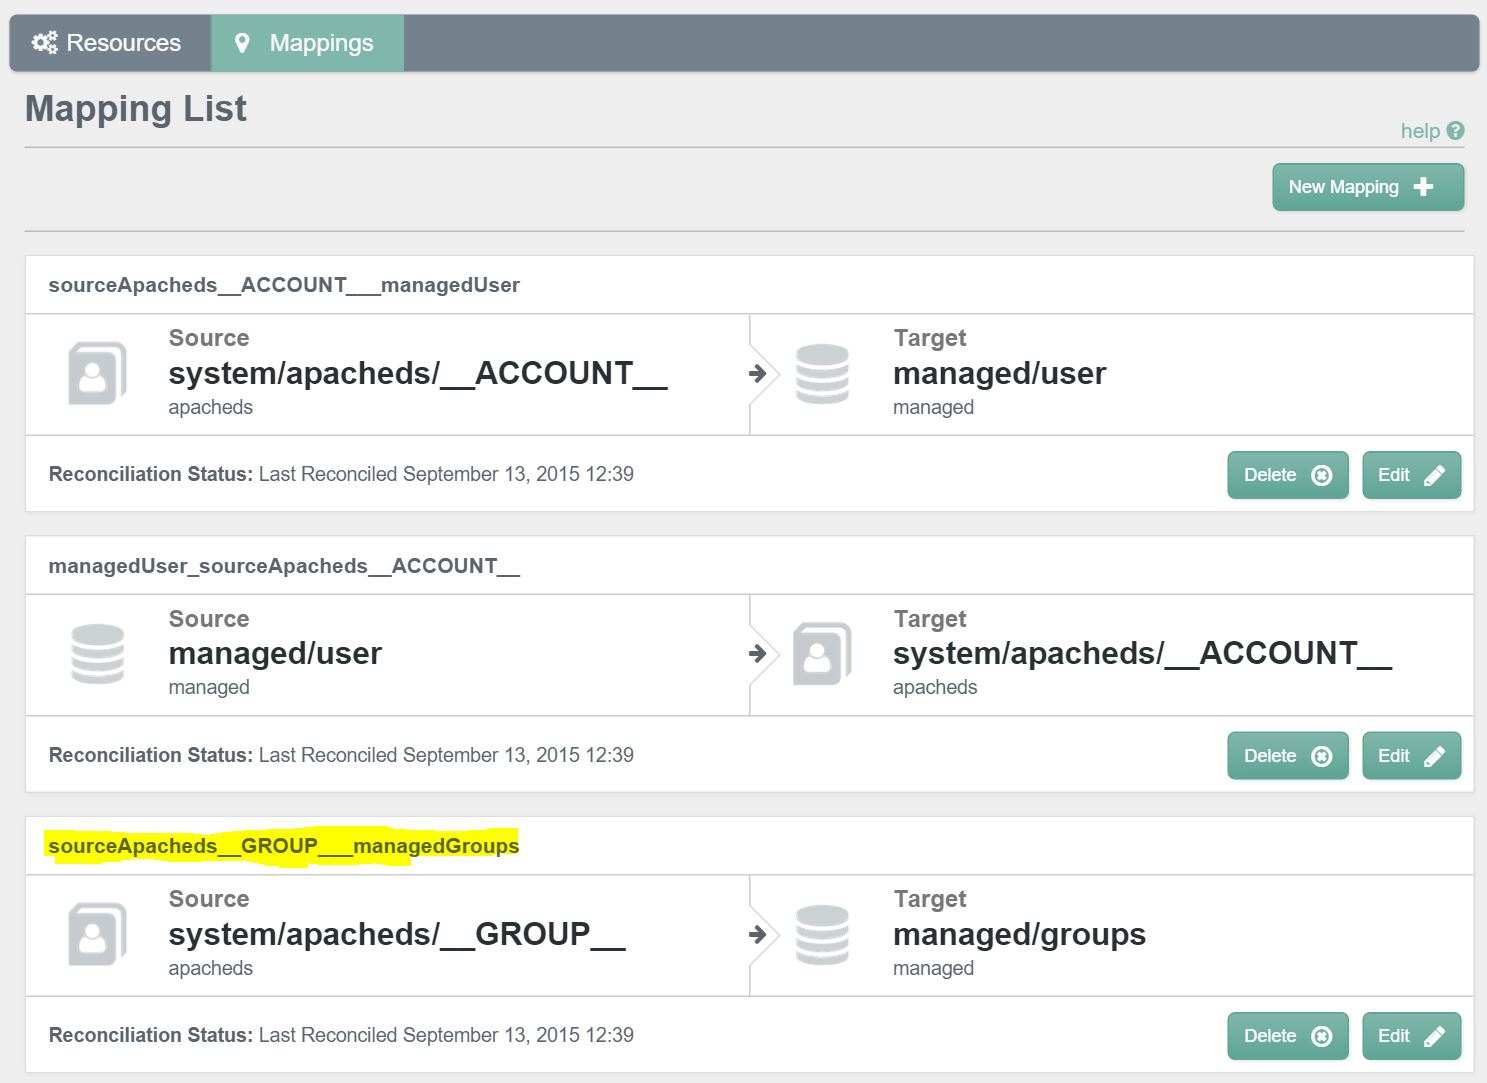 Resources Mappings
Mapping List
help
New Mapping
sourceApacheds__ACCOUNT___managedUser
Source
system/apacheds/__ACCOUNT__
apacheds
Target
managed/user
managed
Reconciliation Status: Last Reconciled September 13, 2015 12:39
Delete Edit
managedUser_sourceApacheds__ACCOUNT__
Source
managed/user
managed
Target
system/apacheds/__ACCOUNT__
apacheds
Reconciliation Status: Last Reconciled September 13, 2015 12:39
Delete Edit
sourceApacheds__GROUP___managedGroups
Source
system/apacheds/__GROUP__
apacheds
Target
managed/groups
managed
Reconciliation Status: Last Reconciled September 13, 2015 12:39
Delete Edit